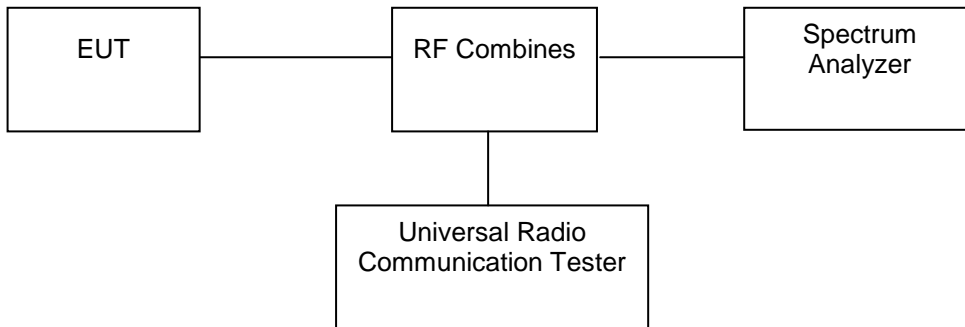 EUT
RF Combines
Spectrum
Analyzer
Universal Radio
Communication Tester